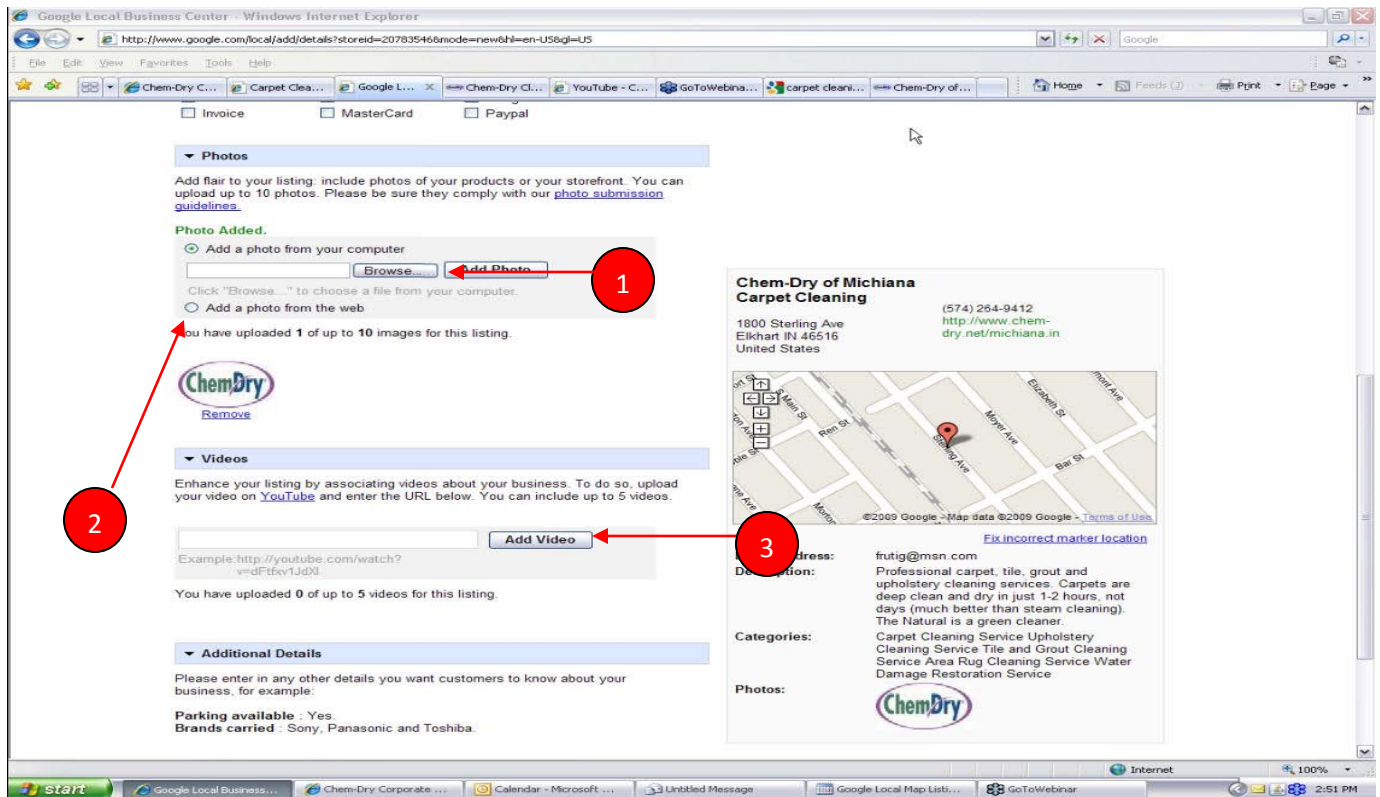 Google Local Business Center - Windows Internet Explorer
http://www.google.com/local/add/details?storeid=20783546&mode=new&hl=en-US&gl=US
Google
File Edit View Favorites Tools Help
Chem-Dry C... Carpet Clea... Google L... Chem-Dry Cl... YouTube - C... GoToWebina... carpet cleani... Chem-Dry of... Home Feeds (J) Print Page
Invoice MasterCard Paypal
Photos
Add flair to your listing: include photos of your products or your storefront. You can
upload up to 10 photos. Please be sure they comply with our photo submission
guidelines.
Photo Added.
Add a photo from your computer
Browse... Add Photo
1
Click "Browse..." to choose a file from your computer.
Add a photo from the web
You have uploaded 1 of up to 10 images for this listing.
ChemDry
Remove
2
Videos
Enhance your listing by associating videos about your business. To do so, upload
your video on YouTube and enter the URL below. You can include up to 5 videos.
Add Video
3
Example:http://youtube.com/watch?
v=dFtfxv1JdXI
You have uploaded 0 of up to 5 videos for this listing.
Additional Details
Please enter in any other details you want customers to know about your
business, for example:
Parking available : Yes.
Brands carried : Sony, Panasonic and Toshiba.
Chem-Dry of Michiana
Carpet Cleaning
1800 Sterling Ave
Elkhart IN 46516
United States
(574) 264-9412
http://www.chem-
dry.net/michiana.in
S Main St
Ren St
Elizabeth St
Moyer Ave
Sterling Ave
Bar St
mont Ave
©2009 Google - Map data ©2009 Google - Terms of Use
Fix incorrect marker location
frutig@msn.com
Professional carpet, tile, grout and
upholstery cleaning services. Carpets are
deep clean and dry in just 1-2 hours, not
days (much better than steam cleaning).
The Natural is a green cleaner.
Categories:
Carpet Cleaning Service Upholstery
Cleaning Service Tile and Grout Cleaning
Service Area Rug Cleaning Service Water
Damage Restoration Service
Photos:
ChemDry
Internet 100%
start Google Local Business... Chem-Dry Corporate ... Calendar - Microsoft ... Untitled Message Google Local Map Listi... GoToWebinar 2:51 PM